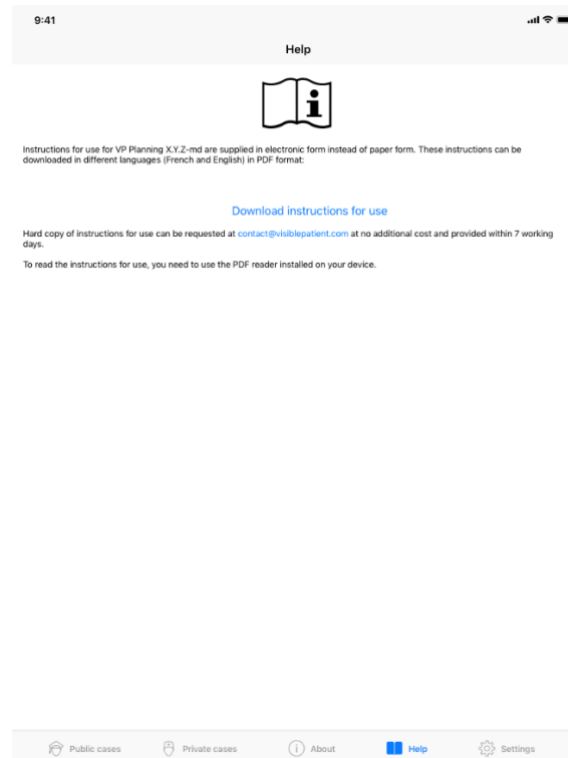 9:41
Help
Instructions for use for VP Planning X.Y.Z-md are supplied in electronic form instead of paper form. These instructions can be
downloaded in different languages (French and English) in PDF format:
Download instructions for use
Hard copy of instructions for use can be requested at contact@visiblepatient.com at no additional cost and provided within 7 working
days.
To read the instructions for use, you need to use the PDF reader installed on your device.
Public cases Private cases About Help Settings